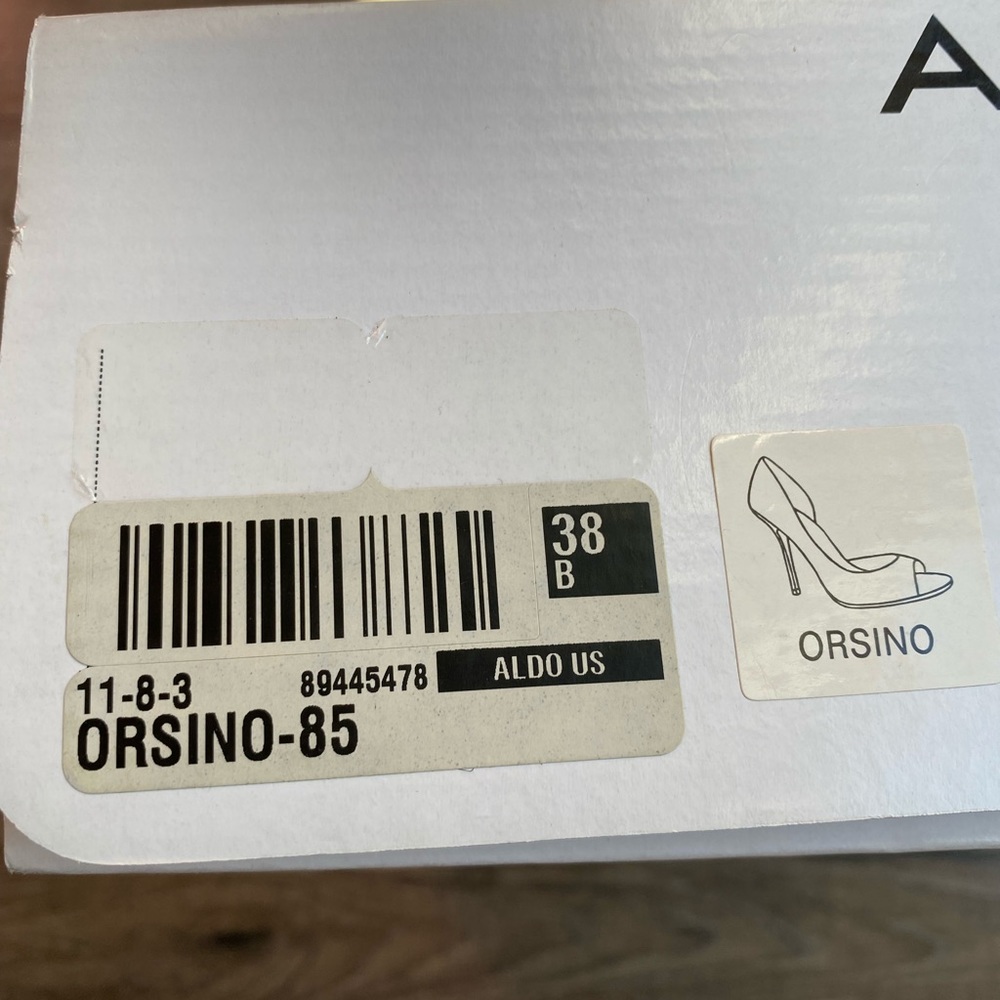 A
38
B
ALDO US
11-8-3
89445478
ORSINO-85
ORSINO